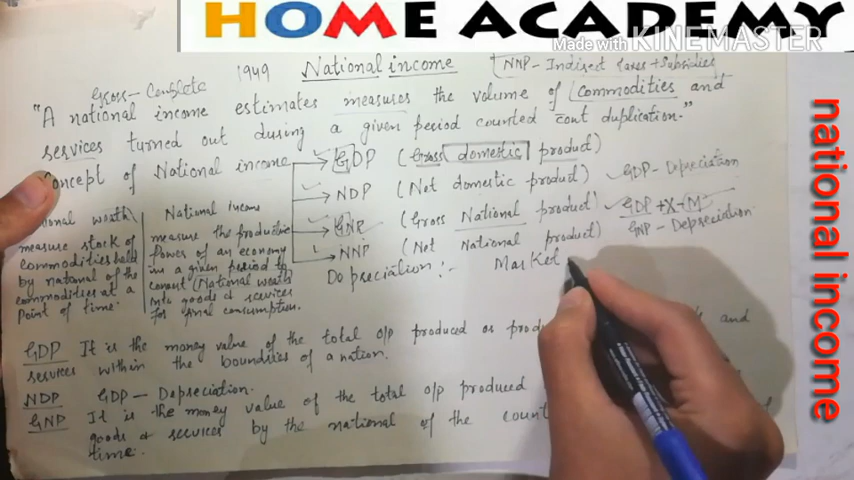 HOME ACADEMY
Made with KINEMASTER
Gross - Complete 1949 National income NNP - Indirect taxes + Subsidies
"A national income estimates measures the volume of commodities and
services turned out during a given period counted out duplication."
Concept of National income
GDP (Gross domestic product)
NDP (Net domestic product) GDP - Depreciation
GNP (Gross National product) GDP + X - M
NNP (Net National product) GNP - Depreciation
National wealth
measure stock of
commodities held
by national of the
commodities at a
point of time.
National income
measure the productive
power of an economy
in a given period to
convert National wealth
into goods & services
for final consumption.
Depreciation :- Market
GDP It is the money value of the total o/p produced or and
services within the boundries of a nation.
NDP GDP - Depreciation.
GNP It is the money value of the total o/p produced
goods & services by the national of the of
time.
national income